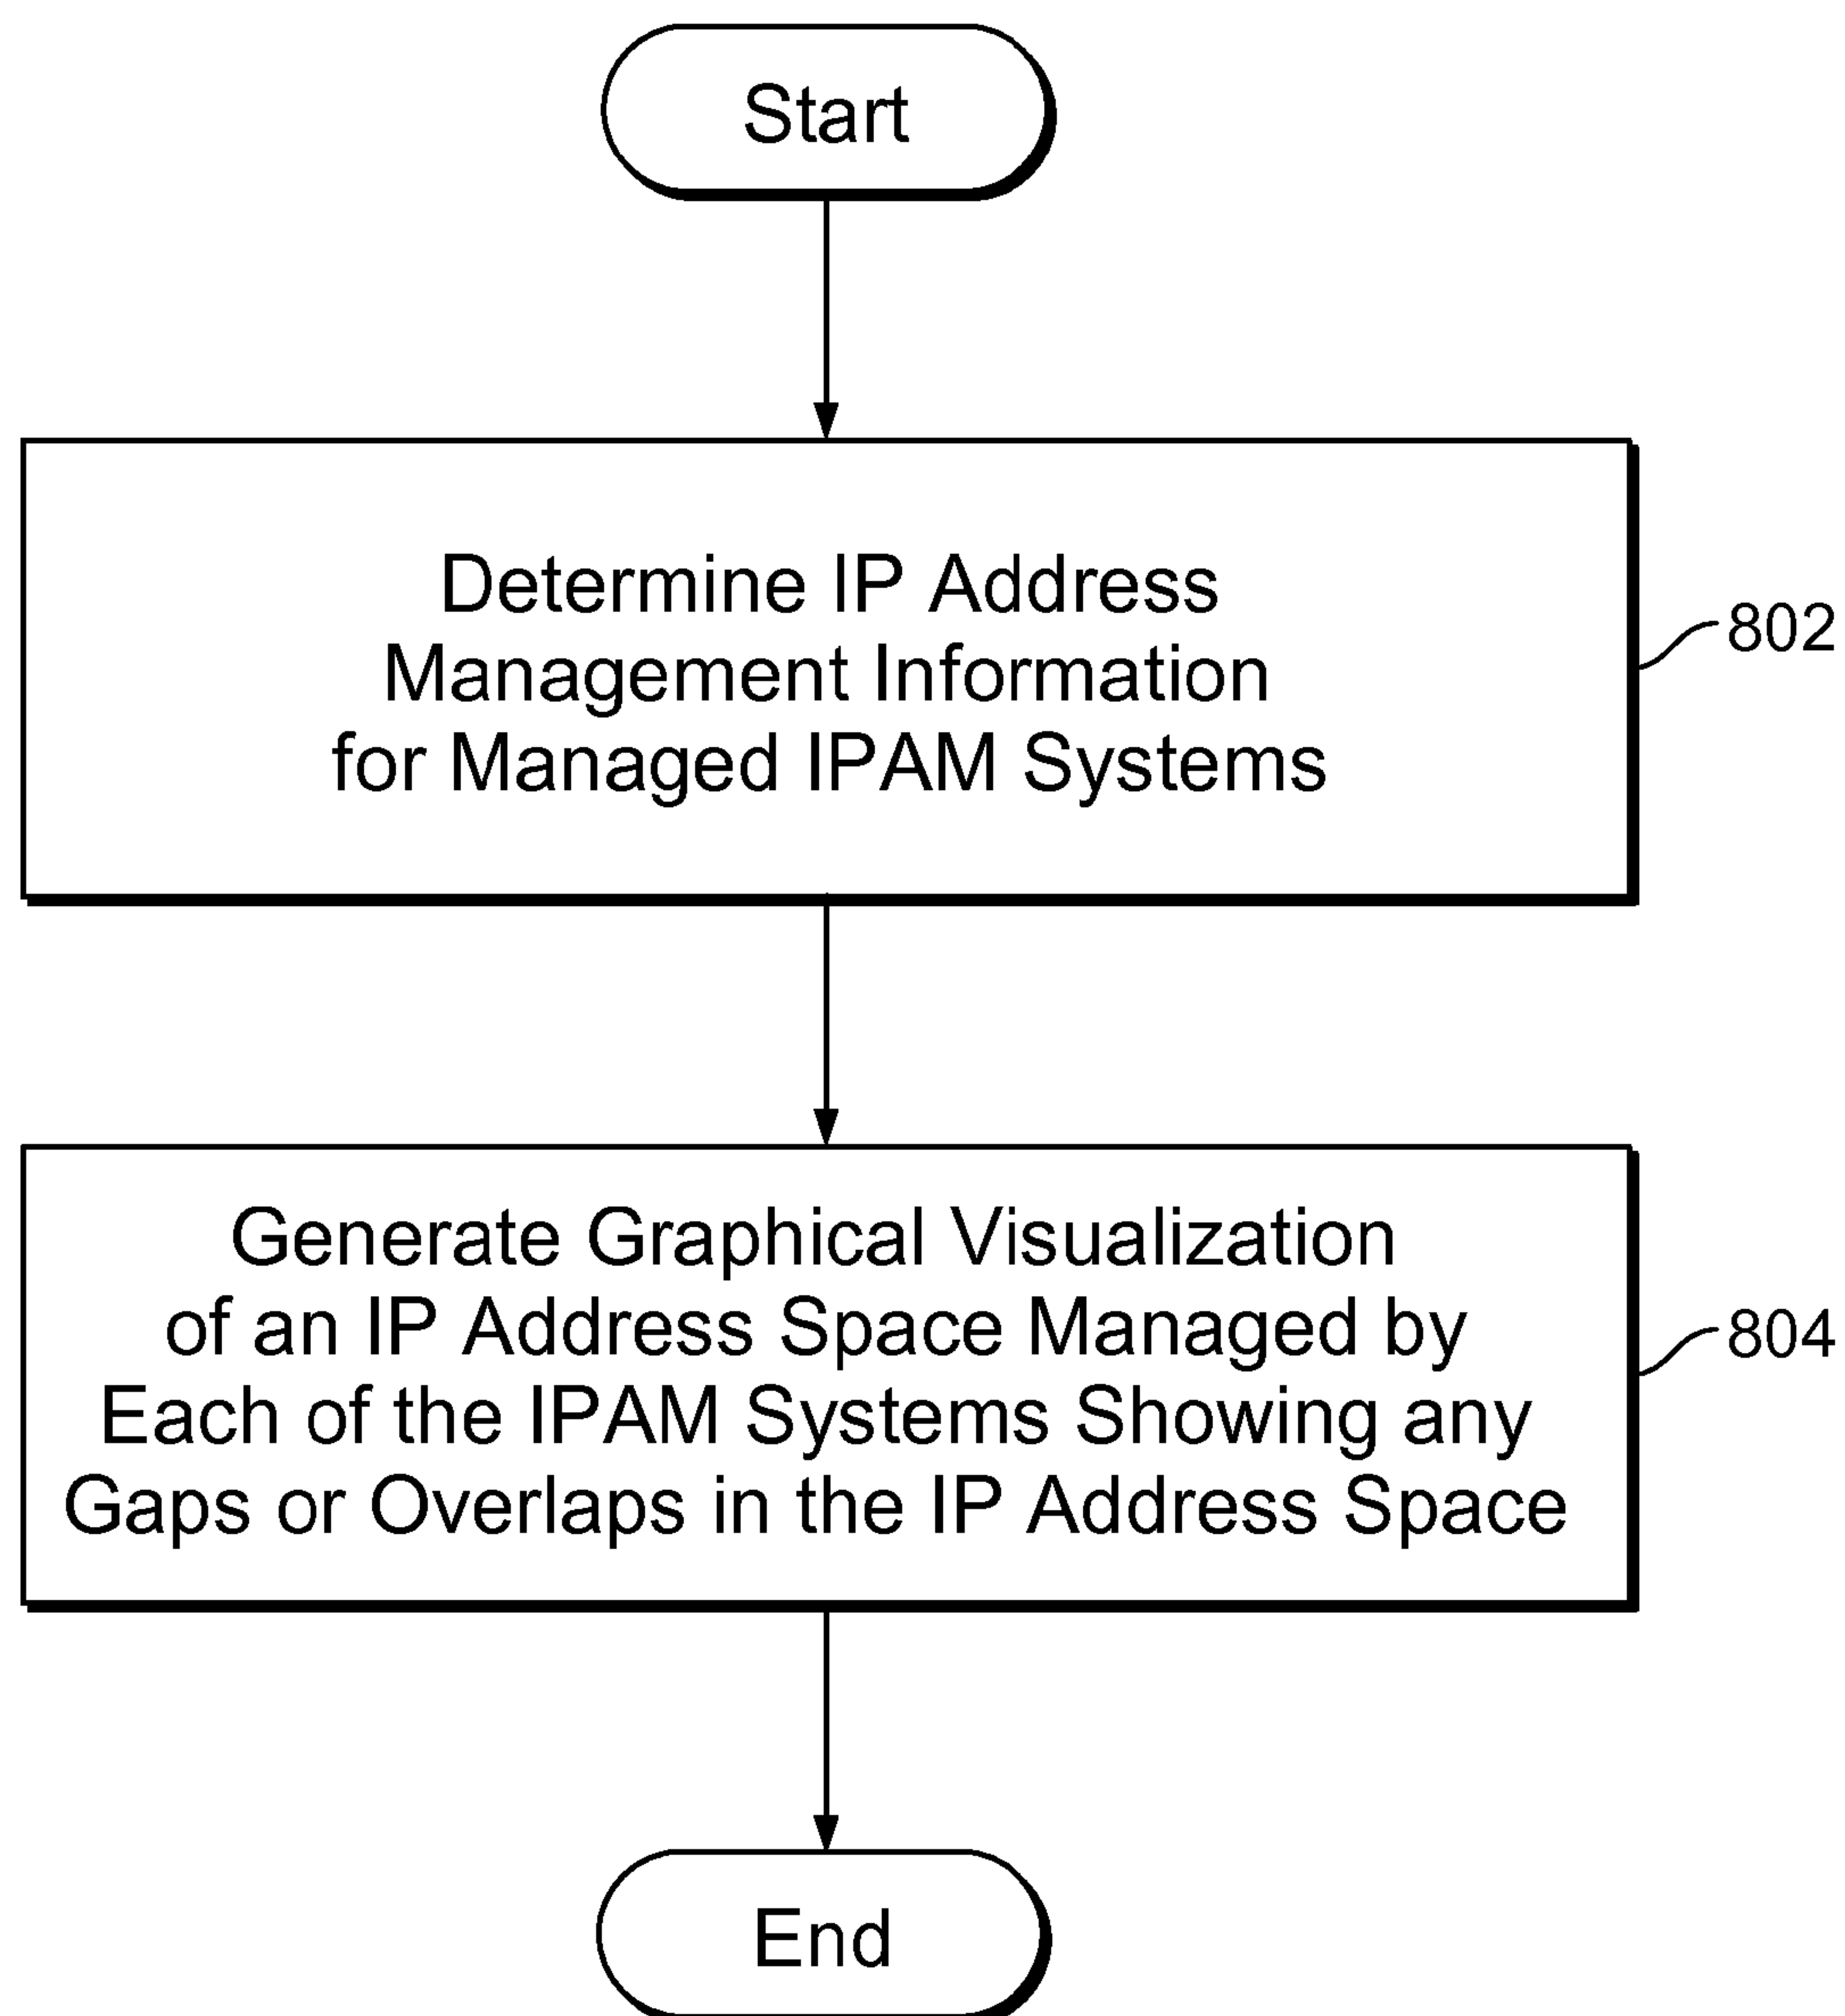 Start
Determine IP Address
Management Information
for Managed IPAM Systems
802
Generate Graphical Visualization
of an IP Address Space Managed by
Each of the IPAM Systems Showing any
Gaps or Overlaps in the IP Address Space
804
End